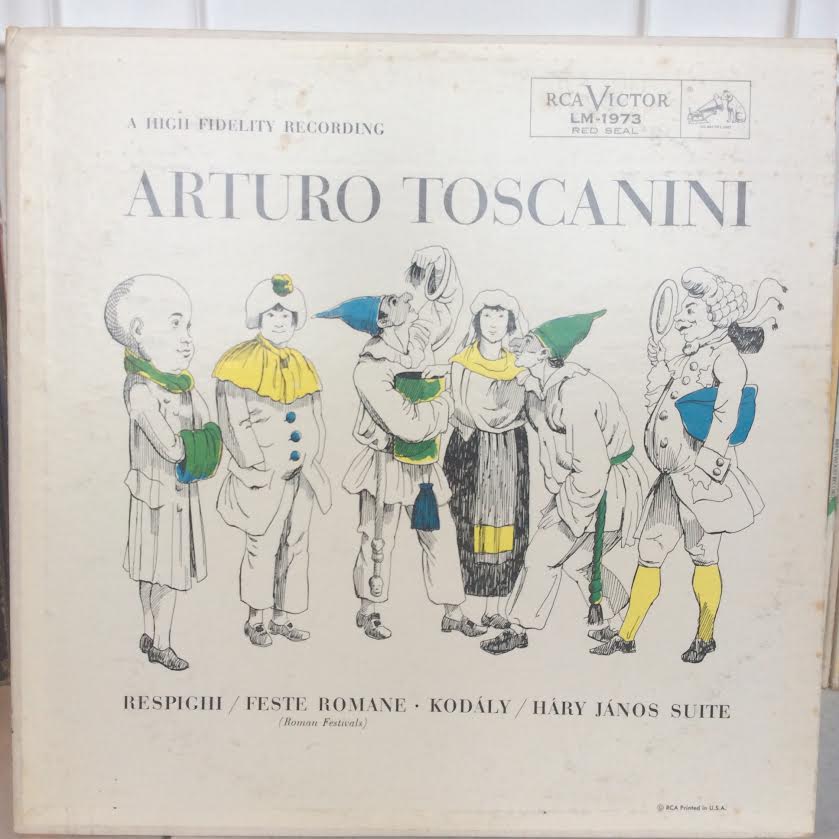 RCA VICTOR
LM-1973
RED SEAL
A HIGH FIDELITY RECORDING
ARTURO TOSCANINI
RESPIGHI / FESTE ROMANE · KODÁLY / HÁRY JÁNOS SUITE
(Roman Festivals)
© RCA Printed in U.S.A.